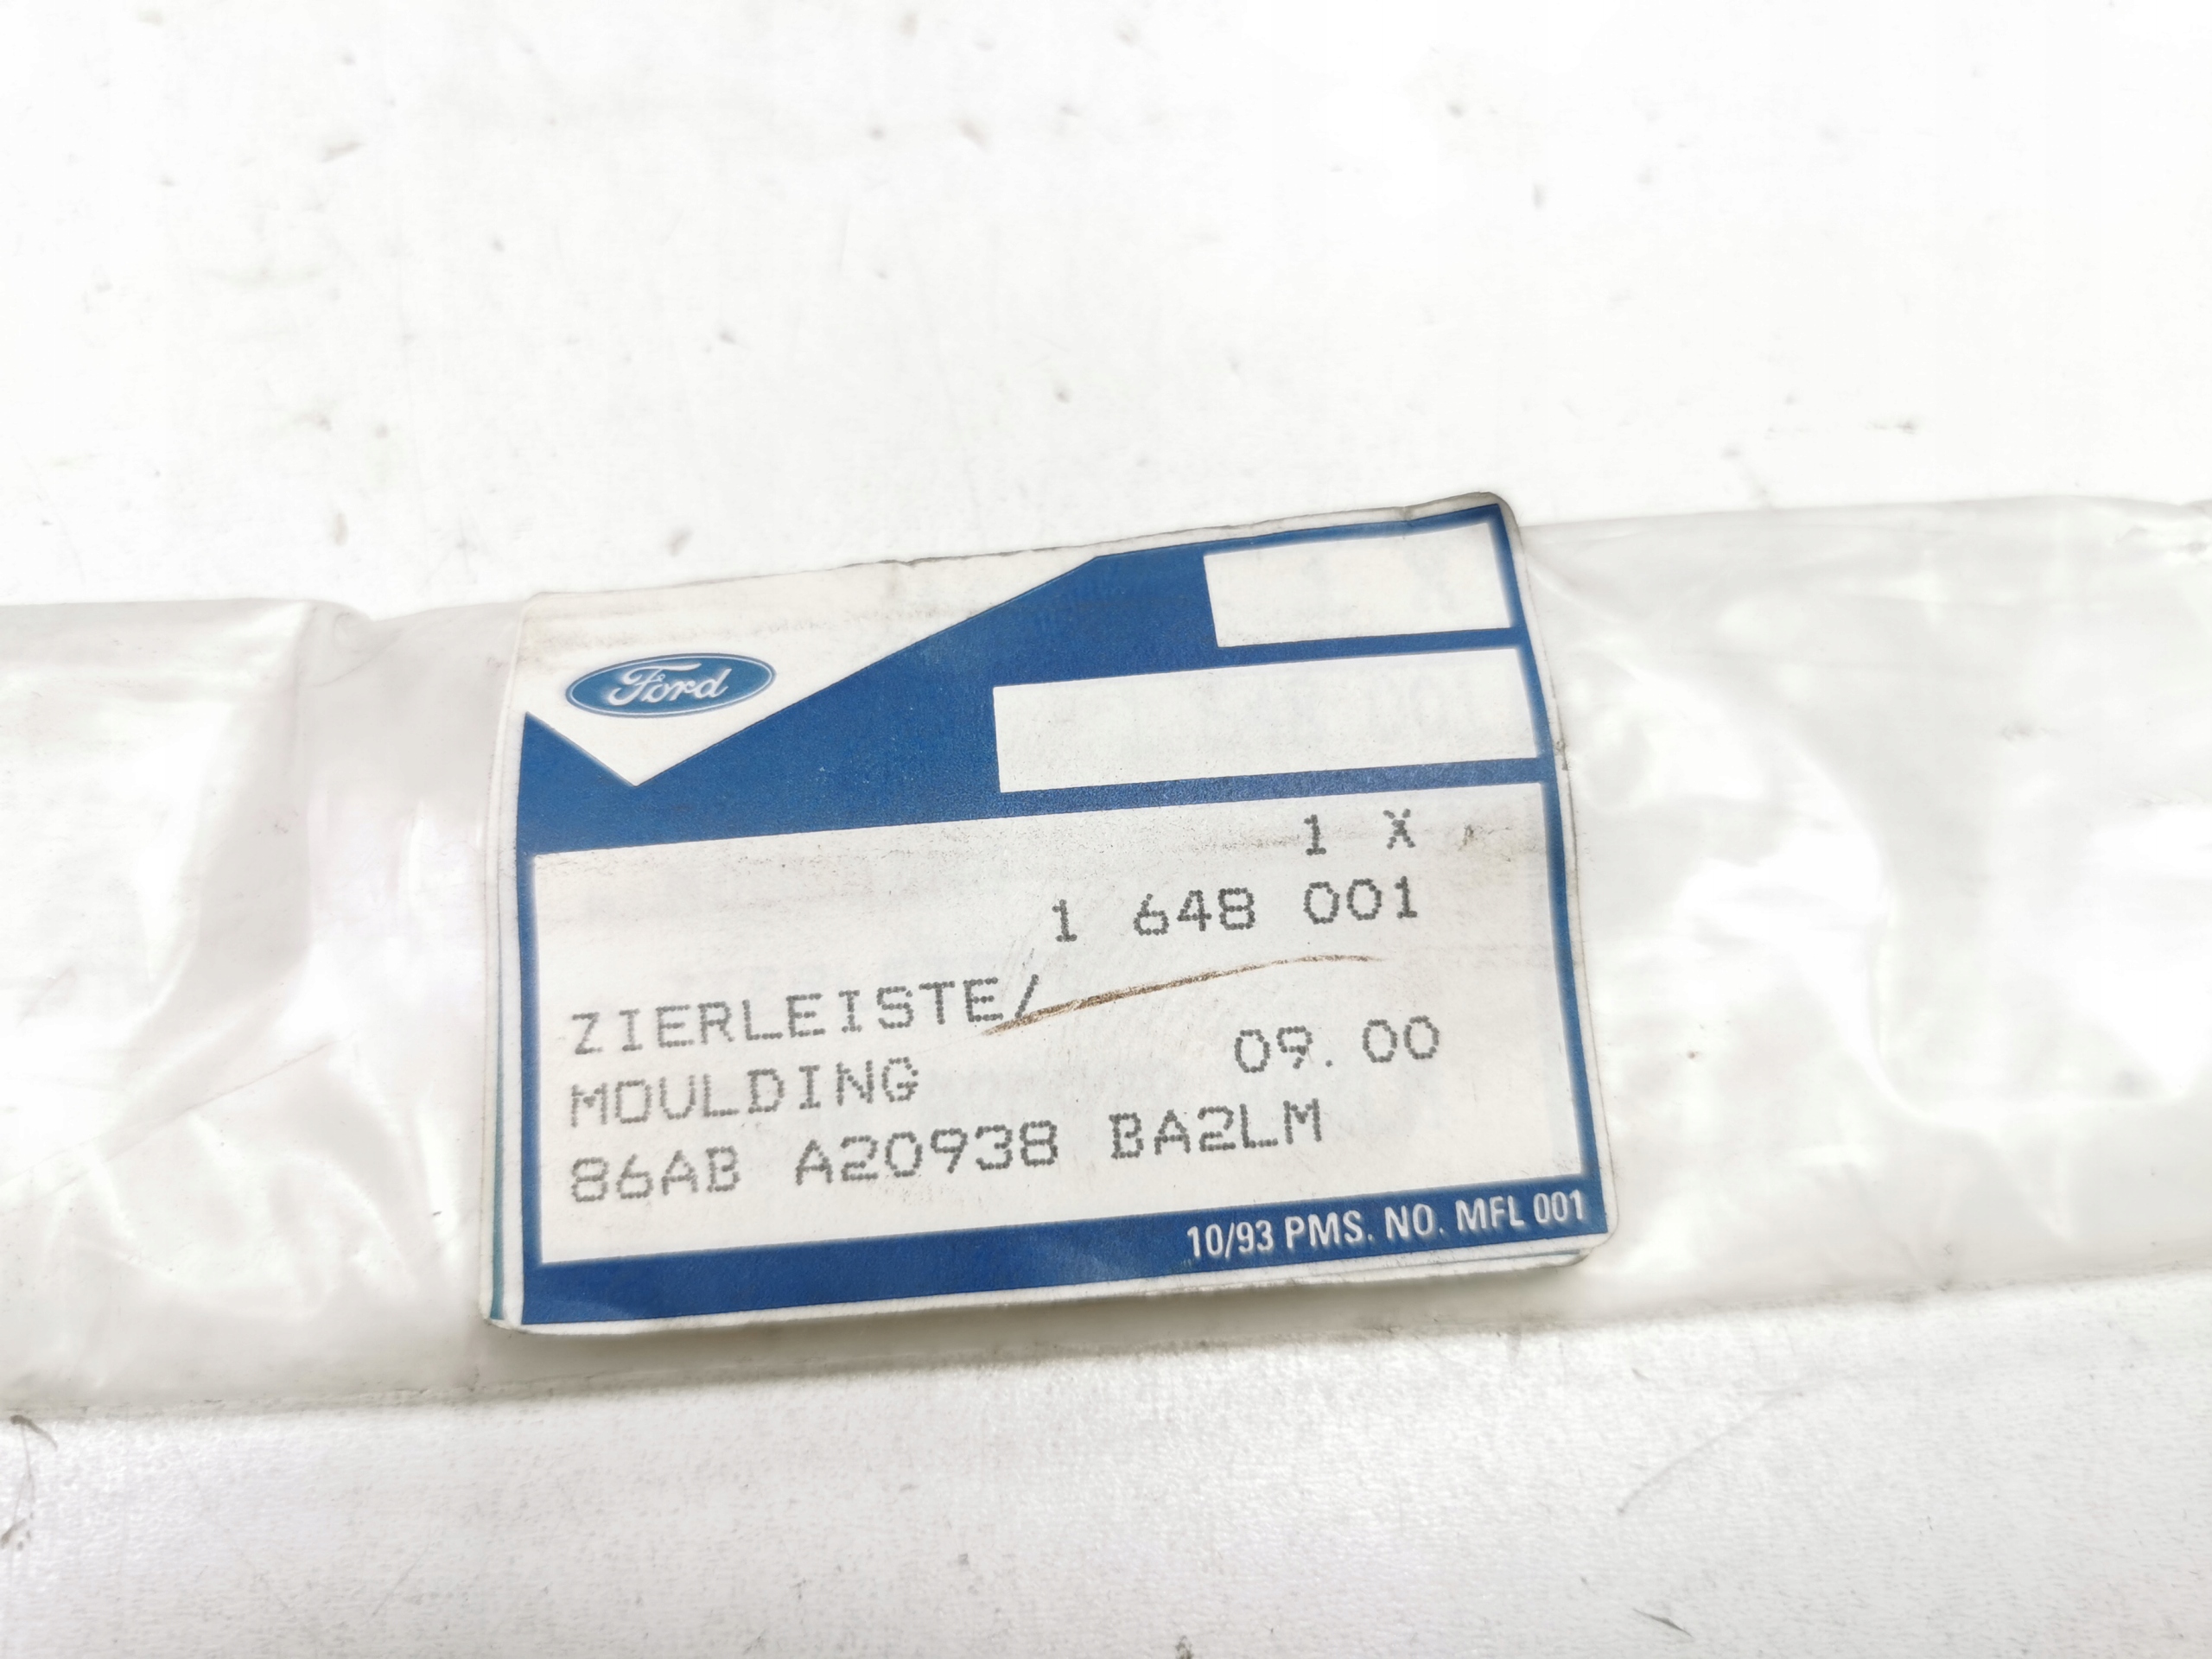 Ford
1 X
1 648 001
ZIERLEISTE/
MOULDING 09.00
86AB A20938 BA2LM
10/93 PMS. NO. MFL 001